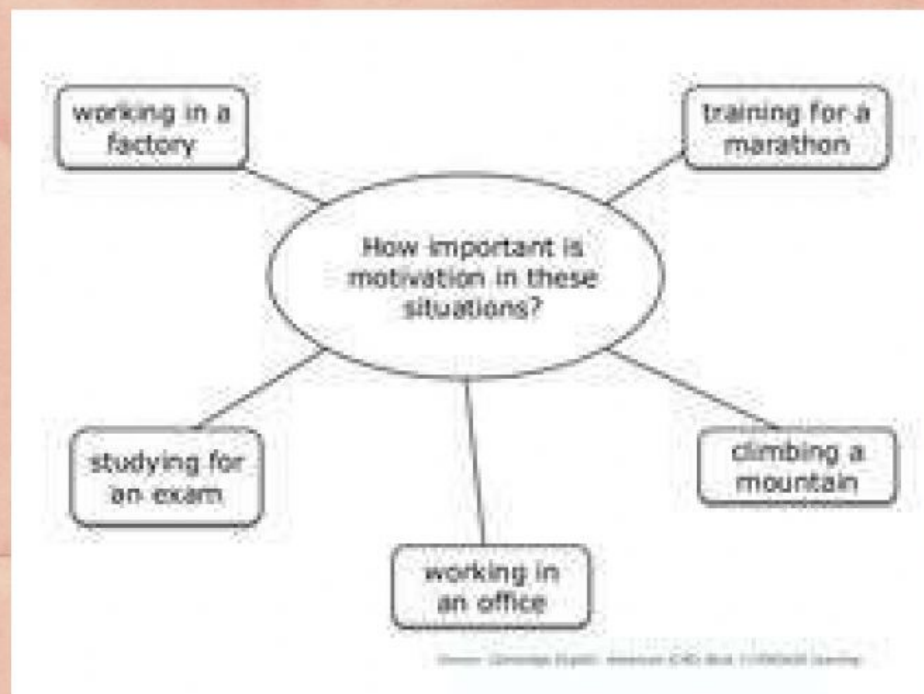 working in a
factory
training for a
marathon
How important is
motivation in these
situations?
studying for
an exam
climbing a
mountain
working in
an office